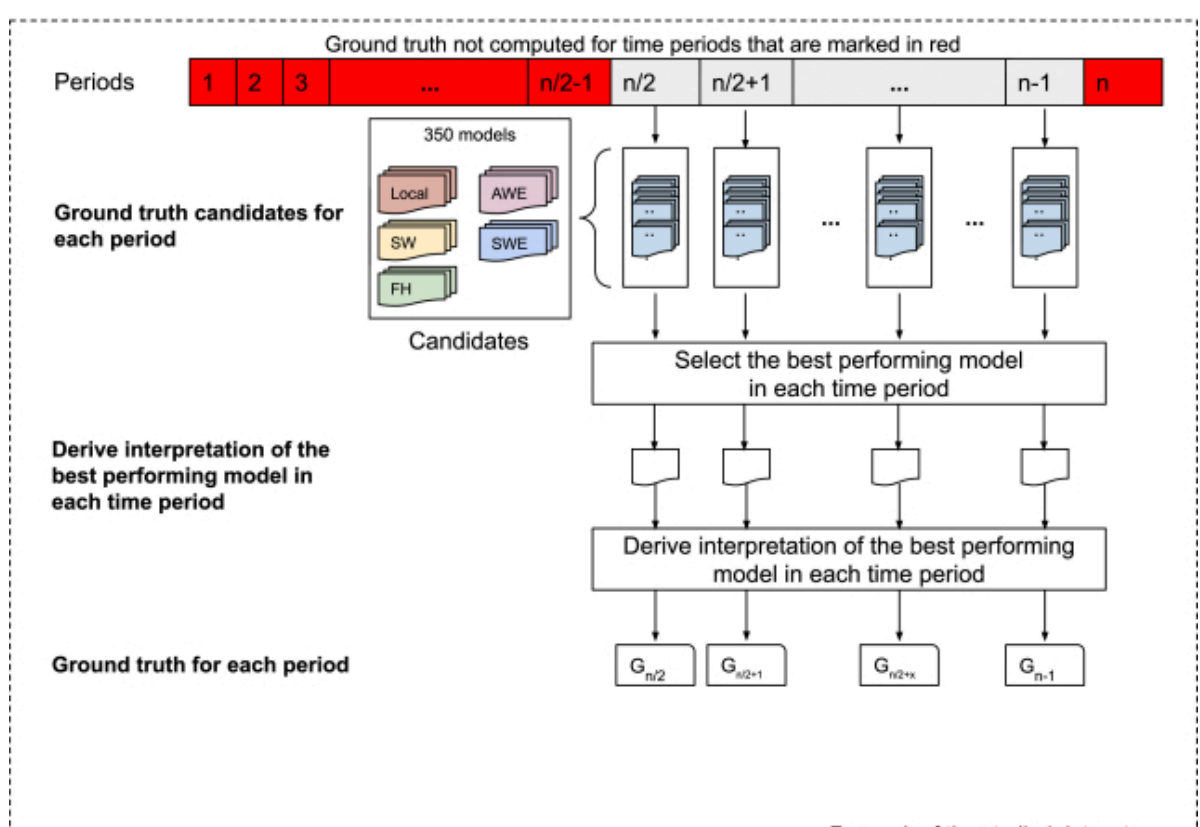 Ground truth not computed for time periods that are marked in red
Periods 1 2 3 ... n/2-1 n/2 n/2+1 ... n-1 n
350 models
Local AWE
SW SWE
FH
Ground truth candidates for
each period
.. .. .. ..
... ...
.. .. .. ..
Candidates
Select the best performing model
in each time period
Derive interpretation of the
best performing model in
each time period
Derive interpretation of the best performing
model in each time period
Ground truth for each period
Gn/2 Gn/2+1 Gn/2+x Gn-1